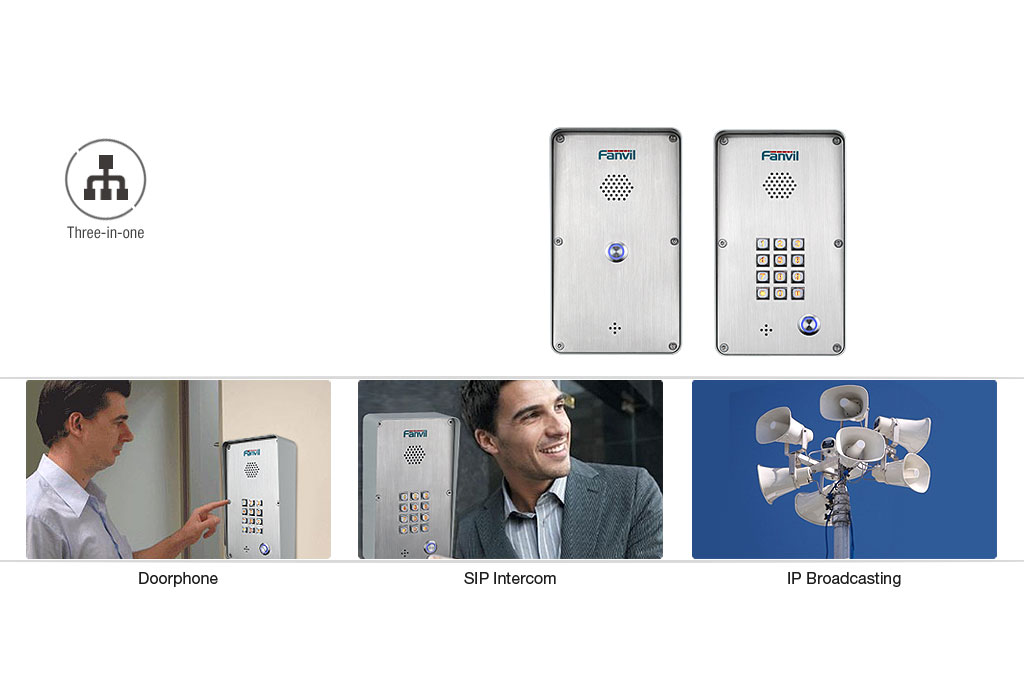 Fanvil
Fanvil
Three-in-one
Fanvil
Fanvil
Doorphone
SIP Intercom
IP Broadcasting